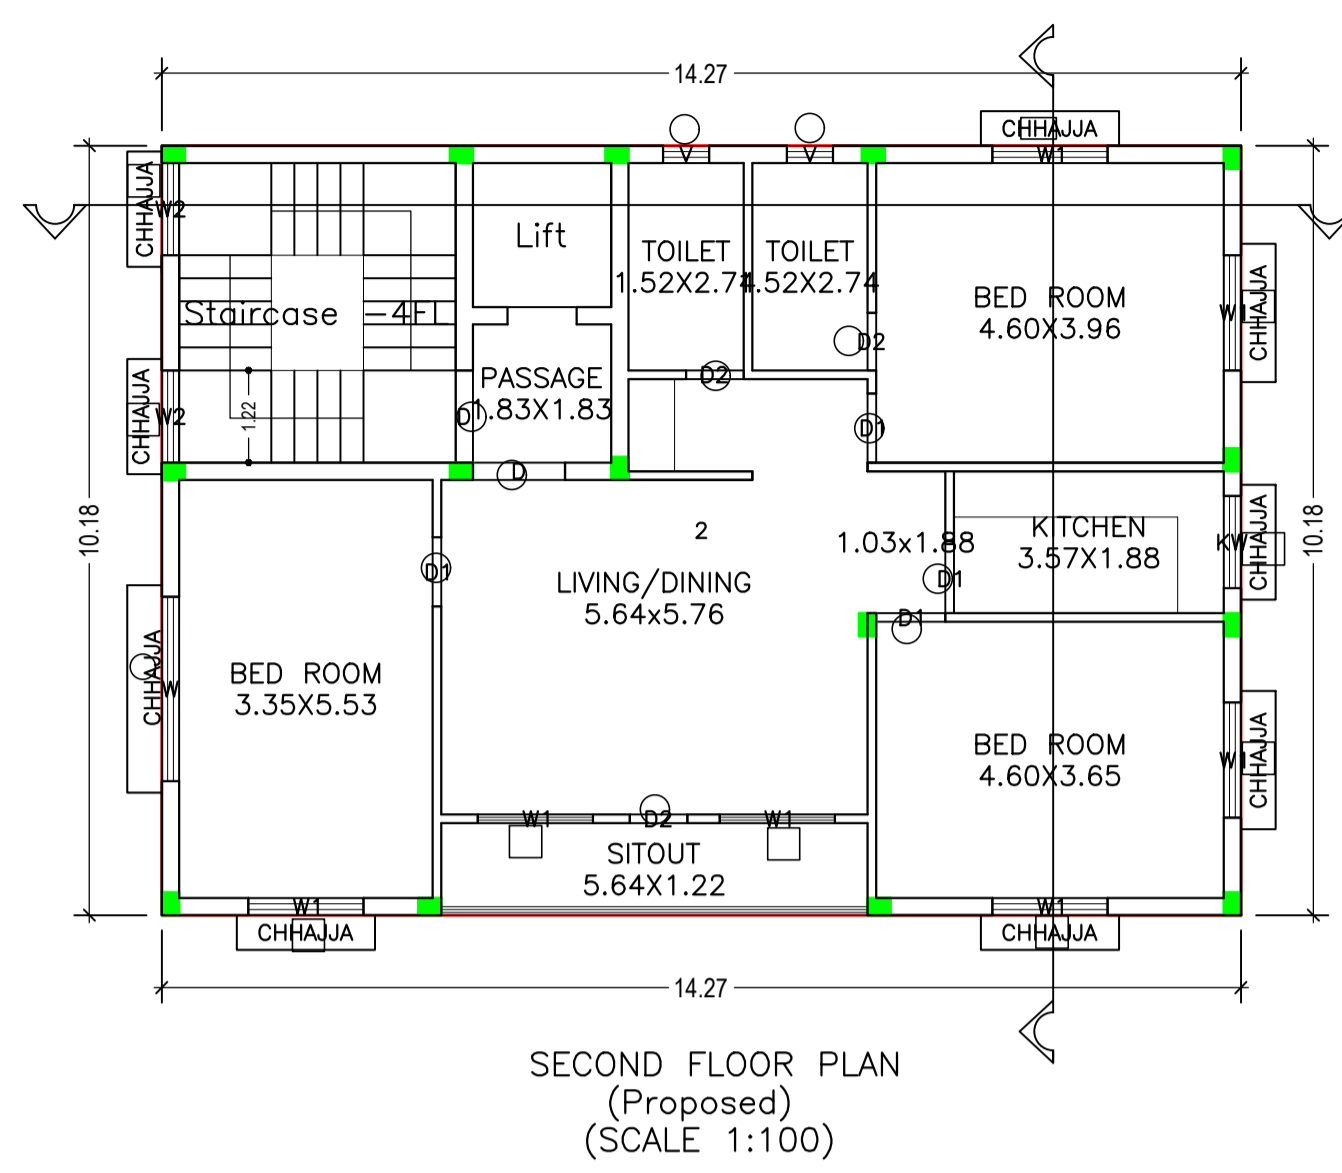 14.27
CHHAJJA
V
V
W1
CHHAJJA
W2
Lift
TOILET
1.52X2.74
TOILET
1.52X2.74
BED ROOM
4.60X3.96
W1
CHHAJJA
Staircase -4Fl
D2
D2
PASSAGE
1.83X1.83
CHHAJJA
W2
1.22
D
D1
D
10.18
10.18
2
1.03x1.88
KITCHEN
3.57X1.88
KW
CHHAJJA
D1
LIVING/DINING
5.64x5.76
D1
D1
BED ROOM
3.35X5.53
CHHAJJA
W
BED ROOM
4.60X3.65
W1
CHHAJJA
W1
D2
W1
SITOUT
5.64X1.22
W1
CHHAJJA
W1
CHHAJJA
14.27
SECOND FLOOR PLAN
(Proposed)
(SCALE 1:100)